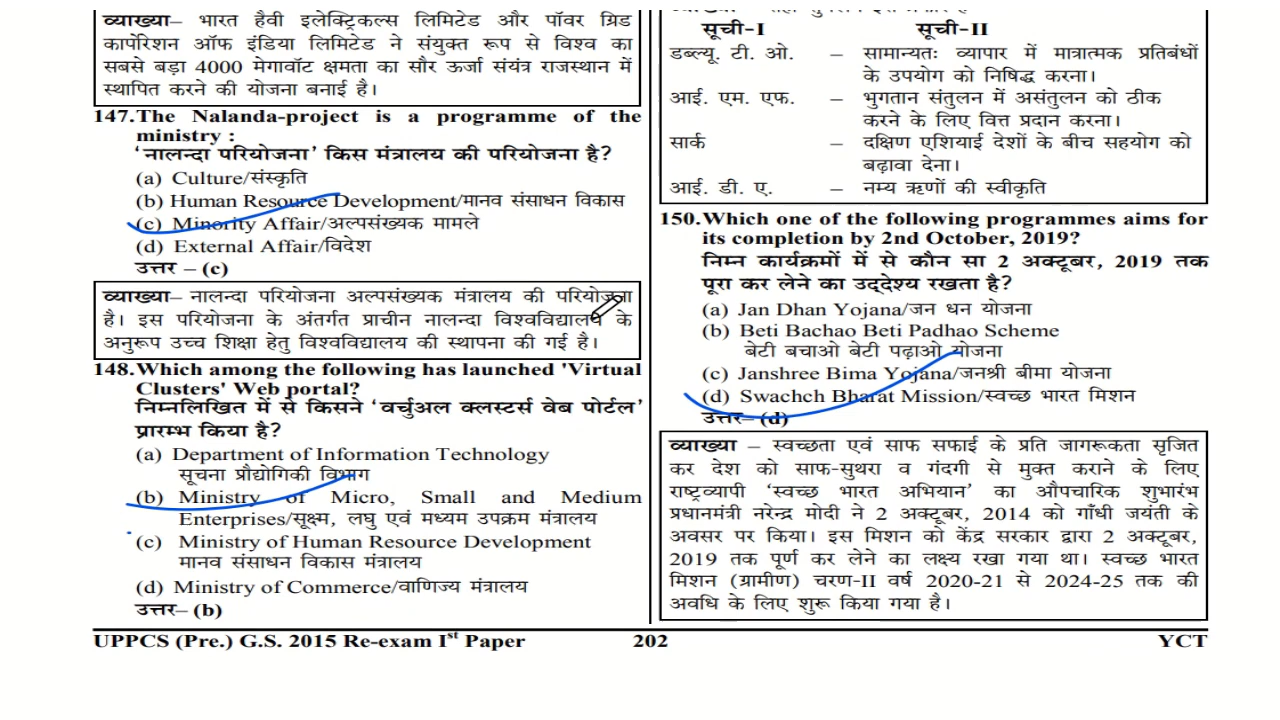 व्याख्या– भारत हैवी इलेक्ट्रिकल्स लिमिटेड और पॉवर ग्रिड
कार्पोरेशन ऑफ इंडिया लिमिटेड ने संयुक्त रूप से विश्व का
सबसे बड़ा 4000 मेगावॉट क्षमता का सौर ऊर्जा संयंत्र राजस्थान में
स्थापित करने की योजना बनाई है।
147.The Nalanda-project is a programme of the
ministry :
‘नालन्दा परियोजना’ किस मंत्रालय की परियोजना है?
(a) Culture/संस्कृति
(b) Human Resource Development/मानव संसाधन विकास
(c) Minority Affair/अल्पसंख्यक मामले
(d) External Affair/विदेश
उत्तर – (c)
व्याख्या– नालन्दा परियोजना अल्पसंख्यक मंत्रालय की परियोजना
है। इस परियोजना के अंतर्गत प्राचीन नालन्दा विश्वविद्यालय के
अनुरूप उच्च शिक्षा हेतु विश्वविद्यालय की स्थापना की गई है।
148.Which among the following has launched 'Virtual
Clusters' Web portal?
निम्नलिखित में से किसने ‘वर्चुअल क्लस्टर्स वेब पोर्टल’
प्रारम्भ किया है?
(a) Department of Information Technology
सूचना प्रौद्योगिकी विभाग
(b) Ministry of Micro, Small and Medium
Enterprises/सूक्ष्म, लघु एवं मध्यम उपक्रम मंत्रालय
(c) Ministry of Human Resource Development
मानव संसाधन विकास मंत्रालय
(d) Ministry of Commerce/वाणिज्य मंत्रालय
उत्तर– (b)
सूची-I सूची-II
डब्ल्यू. टी. ओ. – सामान्यतः व्यापार में मात्रात्मक प्रतिबंधों
के उपयोग को निषिद्ध करना।
आई. एम. एफ. – भुगतान संतुलन में असंतुलन को ठीक
करने के लिए वित्त प्रदान करना।
सार्क – दक्षिण एशियाई देशों के बीच सहयोग को
बढ़ावा देना।
आई. डी. ए. – नम्य ऋणों की स्वीकृति
150.Which one of the following programmes aims for
its completion by 2nd October, 2019?
निम्न कार्यक्रमों में से कौन सा 2 अक्टूबर, 2019 तक
पूरा कर लेने का उद्देश्य रखता है?
(a) Jan Dhan Yojana/जन धन योजना
(b) Beti Bachao Beti Padhao Scheme
बेटी बचाओ बेटी पढ़ाओ योजना
(c) Janshree Bima Yojana/जनश्री बीमा योजना
(d) Swachch Bharat Mission/स्वच्छ भारत मिशन
उत्तर– (d)
व्याख्या – स्वच्छता एवं साफ सफाई के प्रति जागरूकता सृजित
कर देश को साफ-सुथरा व गंदगी से मुक्त कराने के लिए
राष्ट्रव्यापी ‘स्वच्छ भारत अभियान’ का औपचारिक शुभारंभ
प्रधानमंत्री नरेन्द्र मोदी ने 2 अक्टूबर, 2014 को गाँधी जयंती के
अवसर पर किया। इस मिशन को केंद्र सरकार द्वारा 2 अक्टूबर,
2019 तक पूर्ण कर लेने का लक्ष्य रखा गया था। स्वच्छ भारत
मिशन (ग्रामीण) चरण-II वर्ष 2020-21 से 2024-25 तक की
अवधि के लिए शुरू किया गया है।
UPPCS (Pre.) G.S. 2015 Re-exam Ist Paper 202 YCT